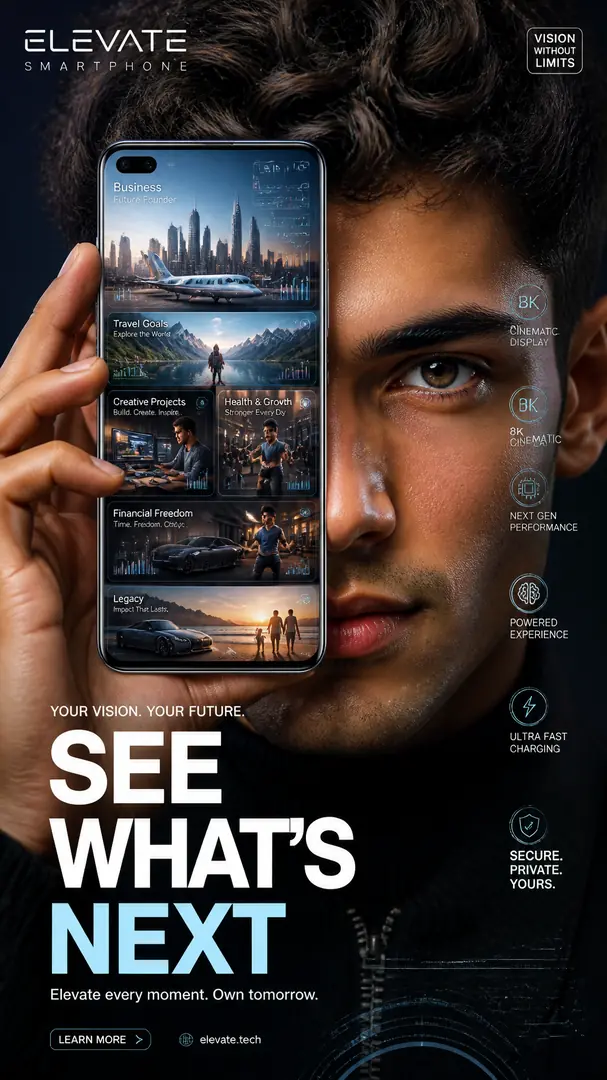 ELEVATE
SMARTPHONE
VISION
WITHOUT
LIMITS
Business
Future Founder
Travel Goals
Explore the World
Creative Projects
Build. Create. Inspire.
Health & Growth
Stronger Every Dy
Financial Freedom
Time. Freedom.
Legacy
Impact That Lasts.
8K
CINEMATIC
DISPLAY
8K
8K
CINEMATIC
NEXT GEN
PERFORMANCE
POWERED
EXPERIENCE
ULTRA FAST
CHARGING
SECURE.
PRIVATE.
YOURS.
YOUR VISION. YOUR FUTURE.
SEE
WHAT'S
NEXT
Elevate every moment. Own tomorrow.
LEARN MORE >
elevate.tech